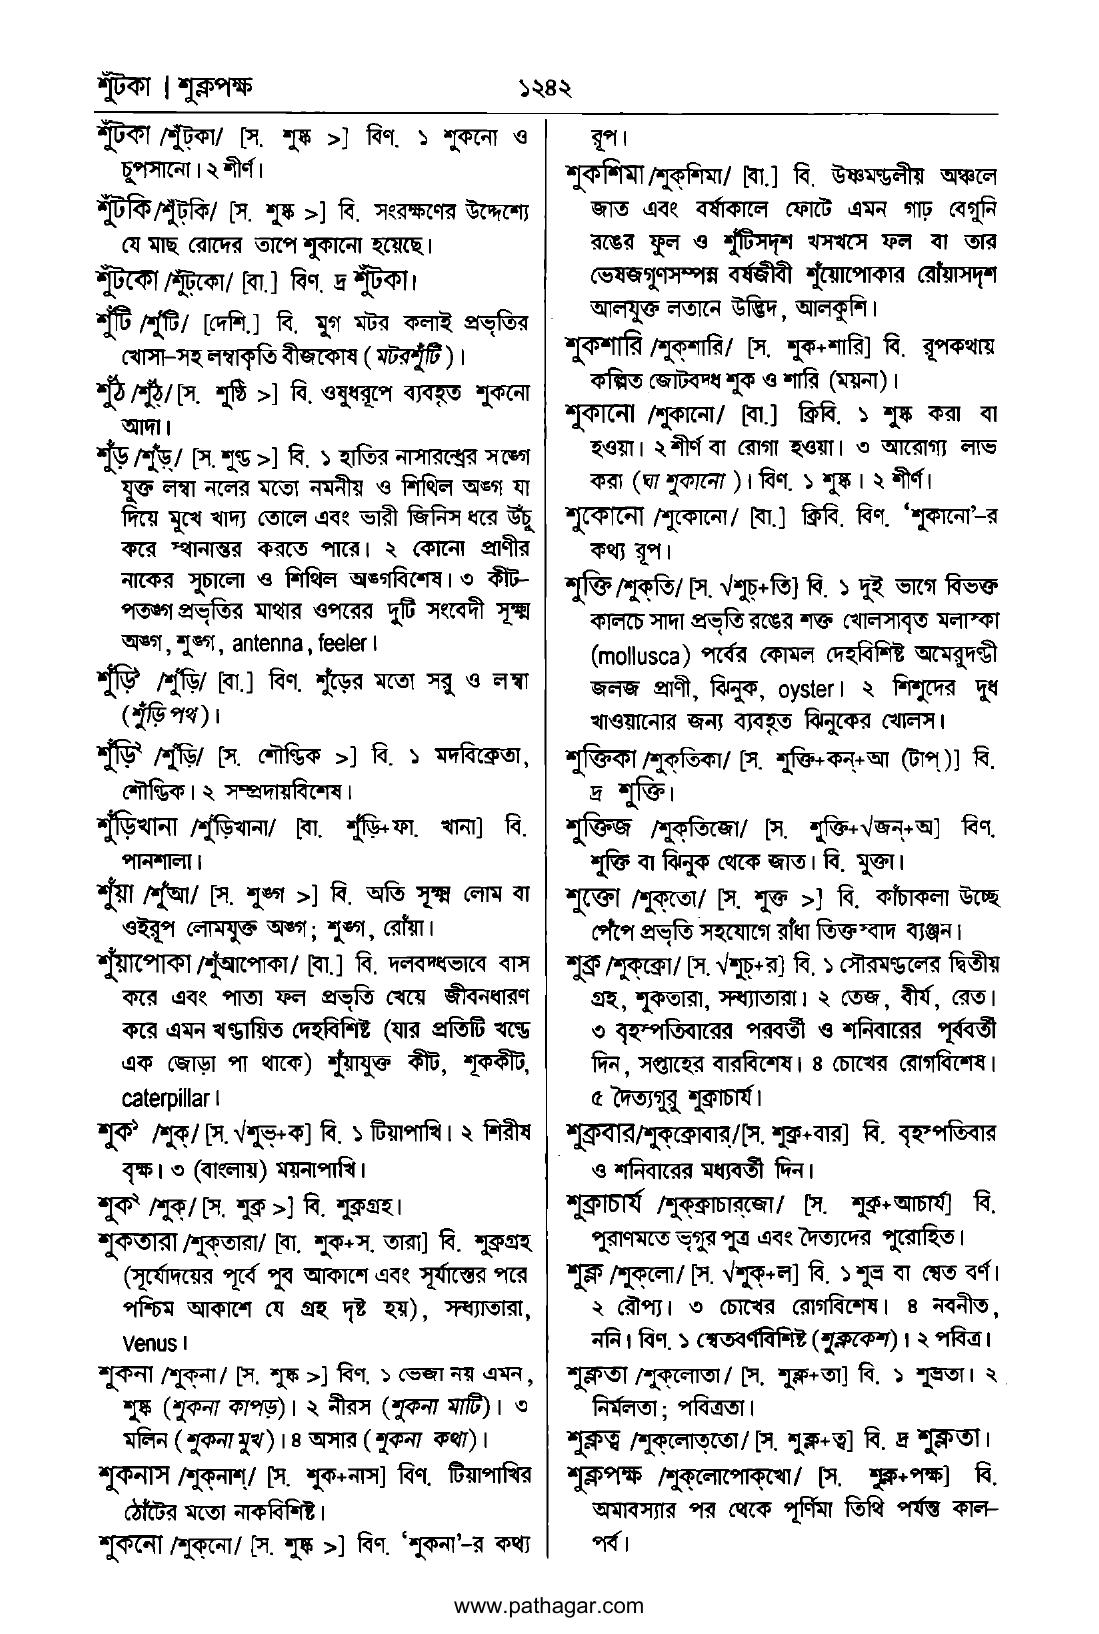 শুঁটকা | শুক্লপক্ষ
১২৪২
শুঁটকা /শুঁট্‌কা/ [স. শুষ্ক >] বিণ. ১ শুকনো ও
চুপসানো। ২ শীর্ণ।
শুঁটকি /শুঁট্‌কি/ [স. শুষ্ক >] বি. সংরক্ষণের উদ্দেশ্যে
যে মাছ রোদের তাপে শুকানো হয়েছে।
শুঁটকো /শুঁট্‌কো/ [বা.] বিণ. দ্র শুঁটকা।
শুঁটি /শুঁটি/ [দেশি.] বি. মুগ মটর কলাই প্রভৃতির
খোসা-সহ লম্বাকৃতি বীজকোষ (মটরশুঁটি)।
শুঁঠ /শুঁঠ্‌/ [স. শুণ্ঠি >] বি. ওষুধরূপে ব্যবহৃত শুকনো
আদা।
শুঁড় /শুঁড়্‌/ [স. শুণ্ড >] বি. ১ হাতির নাসারন্ধ্রের সঙ্গে
যুক্ত লম্বা নলের মতো নমনীয় ও শিথিল অঙ্গ যা
দিয়ে মুখে খাদ্য তোলে এবং ভারী জিনিস ধরে উঁচু
করে স্থানান্তর করতে পারে। ২ কোনো প্রাণীর
নাকের সুচালো ও শিথিল অঙ্গবিশেষ। ৩ কীট-
পতঙ্গ প্রভৃতির মাথার ওপরের দুটি সংবেদী সূক্ষ্ম
অঙ্গ, শুঙ্গ, antenna, feeler।
শুঁড়ি১ /শুঁড়ি/ [বা.] বিণ. শুঁড়ের মতো সরু ও লম্বা
(শুঁড়ি পথ)।
শুঁড়ি২ /শুঁড়ি/ [স. শৌণ্ডিক >] বি. ১ মদবিক্রেতা,
শৌণ্ডিক। ২ সম্প্রদায়বিশেষ।
শুঁড়িখানা /শুঁড়িখানা/ [বা. শুঁড়ি+ফা. খানা] বি.
পানশালা।
শুঁয়া /শুঁআ/ [স. শুঙ্গ >] বি. অতি সূক্ষ্ম লোম বা
ওইরূপ লোমযুক্ত অঙ্গ; শুঙ্গ, রোঁয়া।
শুঁয়াপোকা /শুঁআপোকা/ [বা.] বি. দলবদ্ধভাবে বাস
করে এবং পাতা ফল প্রভৃতি খেয়ে জীবনধারণ
করে এমন খণ্ডায়িত দেহবিশিষ্ট (যার প্রতিটি খণ্ডে
এক জোড়া পা থাকে) শুঁয়াযুক্ত কীট, শূককীট,
caterpillar।
শুক১ /শুক্‌/ [স. √শুভ্‌+ক] বি. ১ টিয়াপাখি। ২ শিরীষ
বৃক্ষ। ৩ (বাংলায়) ময়নাপাখি।
শুক২ /শুক্‌/ [স. শুক্র >] বি. শুক্রগ্রহ।
শুকতারা /শুক্‌তারা/ [বা. শুক+স. তারা] বি. শুক্রগ্রহ
(সূর্যোদয়ের পূর্বে পুব আকাশে এবং সূর্যাস্তের পরে
পশ্চিম আকাশে যে গ্রহ দৃষ্ট হয়), সন্ধ্যাতারা,
Venus।
শুকনা /শুক্‌না/ [স. শুষ্ক >] বিণ. ১ ভেজা নয় এমন,
শুষ্ক (শুকনা কাপড়)। ২ নীরস (শুকনা মাটি)। ৩
মলিন (শুকনা মুখ)। ৪ অসার (শুকনা কথা)।
শুকনাস /শুক্‌নাশ্‌/ [স. শুক+নাস] বিণ. টিয়াপাখির
ঠোঁটের মতো নাকবিশিষ্ট।
শুকনো /শুক্‌নো/ [স. শুষ্ক >] বিণ. ‘শুকনা’-র কথ্য
রূপ।
শুকশিমা /শুক্‌শিমা/ [বা.] বি. উষ্ণমণ্ডলীয় অঞ্চলে
জাত এবং বর্ষাকালে ফোটে এমন গাঢ় বেগুনি
রঙের ফুল ও শুঁটিসদৃশ খসখসে ফল বা তার
ভেষজগুণসম্পন্ন বর্ষজীবী শুঁয়োপোকার রোঁয়াসদৃশ
আলযুক্ত লতানে উদ্ভিদ, আলকুশি।
শুকশারি /শুক্‌শারি/ [স. শুক+শারি] বি. রূপকথায়
কল্পিত জোটবদ্ধ শুক ও শারি (ময়না)।
শুকানো /শুকানো/ [বা.] ক্রিবি. ১ শুষ্ক করা বা
হওয়া। ২ শীর্ণ বা রোগা হওয়া। ৩ আরোগ্য লাভ
করা (ঘা শুকানো)। বিণ. ১ শুষ্ক। ২ শীর্ণ।
শুকোনো /শুকোনো/ [বা.] ক্রিবি. বিণ. ‘শুকানো’-র
কথ্য রূপ।
শুক্তি /শুক্‌তি/ [স. √শুচ্‌+তি] বি. ১ দুই ভাগে বিভক্ত
কালচে সাদা প্রভৃতি রঙের শক্ত খোলসাবৃত মলাস্কা
(mollusca) পর্বের কোমল দেহবিশিষ্ট অমেরুদণ্ডী
জলজ প্রাণী, ঝিনুক, oyster। ২ শিশুদের দুধ
খাওয়ানোর জন্য ব্যবহৃত ঝিনুকের খোলস।
শুক্তিকা /শুক্‌তিকা/ [স. শুক্তি+কন্‌+আ (টাপ্‌)] বি.
দ্র শুক্তি।
শুক্তিজ /শুক্‌তিজো/ [স. শুক্তি+√জন্‌+অ] বিণ.
শুক্তি বা ঝিনুক থেকে জাত। বি. মুক্তা।
শুক্তো /শুক্‌তো/ [স. শুক্ত >] বি. কাঁচাকলা উচ্ছে
পেঁপে প্রভৃতি সহযোগে রাঁধা তিক্তস্বাদ ব্যঞ্জন।
শুক্র /শুক্‌ক্রো/ [স. √শুচ্‌+র] বি. ১ সৌরমণ্ডলের দ্বিতীয়
গ্রহ, শুকতারা, সন্ধ্যাতারা। ২ তেজ, বীর্য, রেত।
৩ বৃহস্পতিবারের পরবর্তী ও শনিবারের পূর্ববর্তী
দিন, সপ্তাহের বারবিশেষ। ৪ চোখের রোগবিশেষ।
৫ দৈত্যগুরু শুক্রাচার্য।
শুক্রবার /শুক্‌ক্রোবার্‌/ [স. শুক্র+বার] বি. বৃহস্পতিবার
ও শনিবারের মধ্যবর্তী দিন।
শুক্রাচার্য /শুক্‌ক্রাচার্‌জো/ [স. শুক্র+আচার্য] বি.
পুরাণমতে ভৃগুর পুত্র এবং দৈত্যদের পুরোহিত।
শুক্ল /শুক্‌লো/ [স. √শুক্‌+ল] বি. ১ শুভ্র বা শ্বেত বর্ণ।
২ রৌপ্য। ৩ চোখের রোগবিশেষ। ৪ নবনীত,
ননি। বিণ. ১ শ্বেতবর্ণবিশিষ্ট (শুক্লকেশ)। ২ পবিত্র।
শুক্লতা /শুক্‌লোতা/ [স. শুক্ল+তা] বি. ১ শুভ্রতা। ২
নির্মলতা; পবিত্রতা।
শুক্লত্ব /শুক্‌লোত্‌তো/ [স. শুক্ল+ত্ব] বি. দ্র শুক্লতা।
শুক্লপক্ষ /শুক্‌লোপোক্‌খো/ [স. শুক্ল+পক্ষ] বি.
অমাবস্যার পর থেকে পূর্ণিমা তিথি পর্যন্ত কাল-
পর্ব।
www.pathagar.com